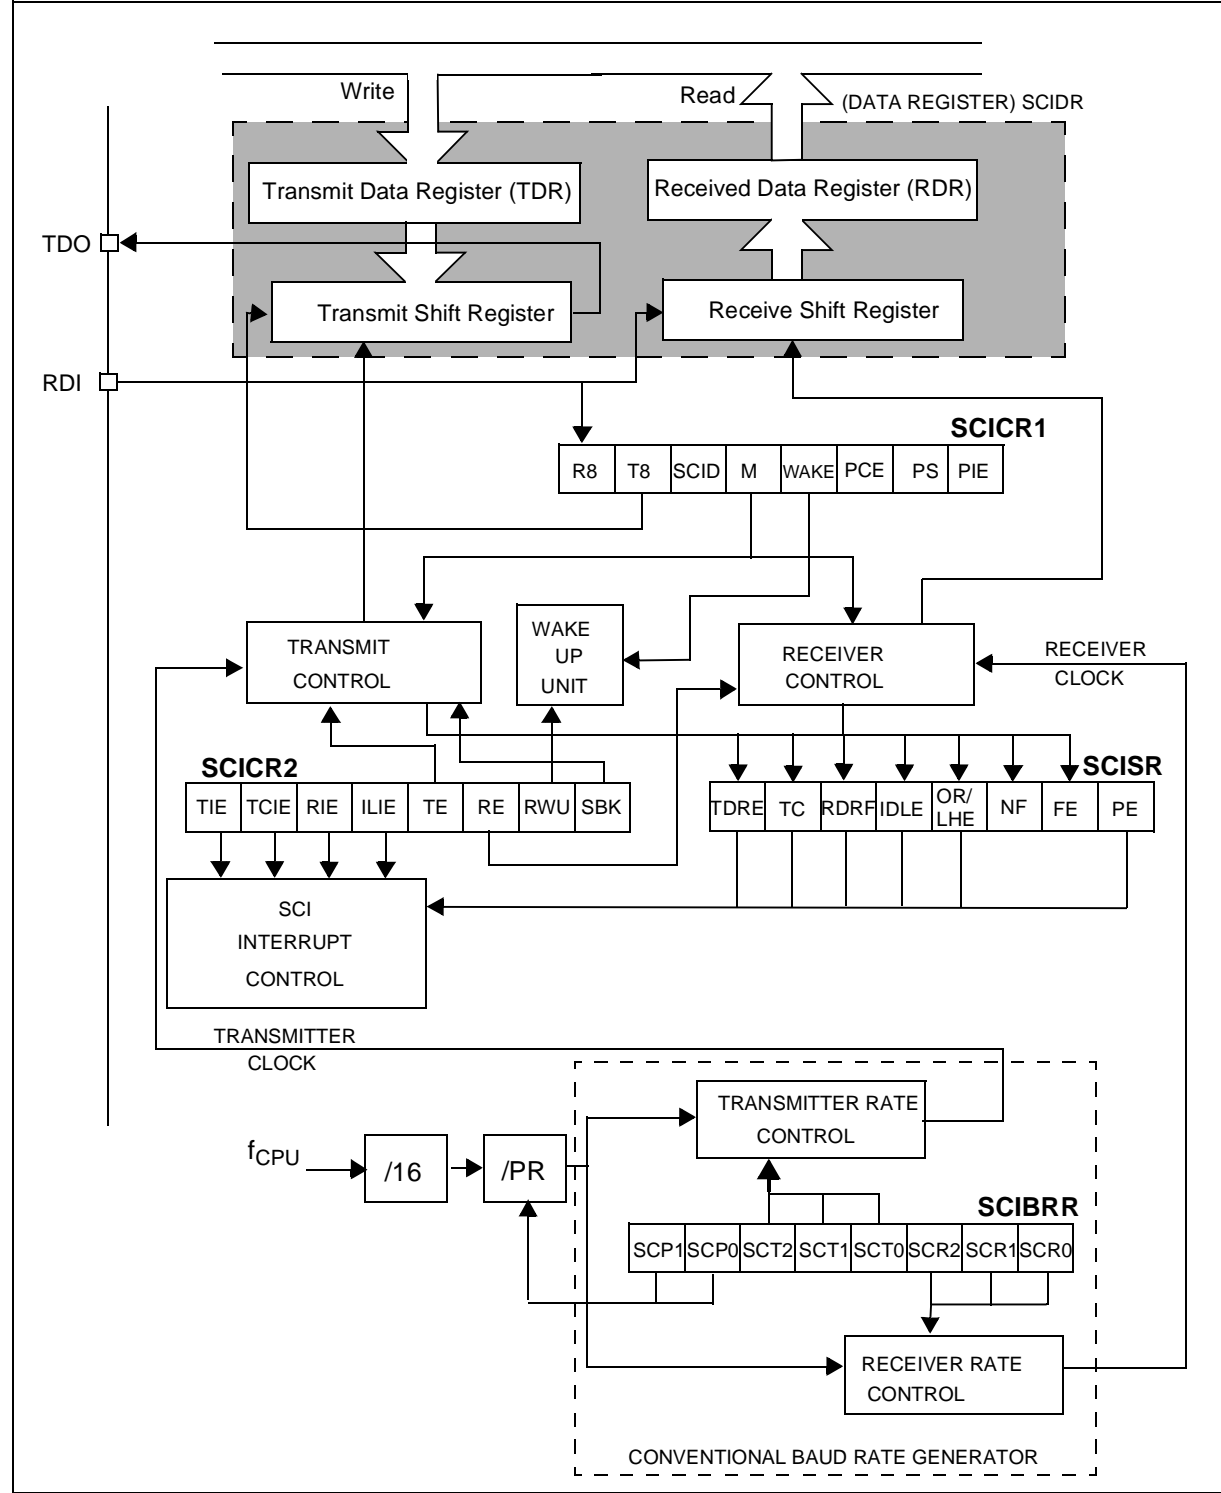 Write
Read
(DATA REGISTER) SCIDR
Transmit Data Register (TDR)
Received Data Register (RDR)
TDO
Transmit Shift Register
Receive Shift Register
RDI
SCICR1
R8 T8 SCID M WAKE PCE PS PIE
TRANSMIT
CONTROL
WAKE
UP
UNIT
RECEIVER
CONTROL
RECEIVER
CLOCK
SCICR2
TIE TCIE RIE ILIE TE RE RWU SBK
SCISR
TDRE TC RDRF IDLE OR/
LHE NF FE PE
SCI
INTERRUPT
CONTROL
TRANSMITTER
CLOCK
TRANSMITTER RATE
CONTROL
fCPU
/16
/PR
SCIBRR
SCP1 SCP0 SCT2 SCT1 SCT0 SCR2 SCR1 SCR0
RECEIVER RATE
CONTROL
CONVENTIONAL BAUD RATE GENERATOR